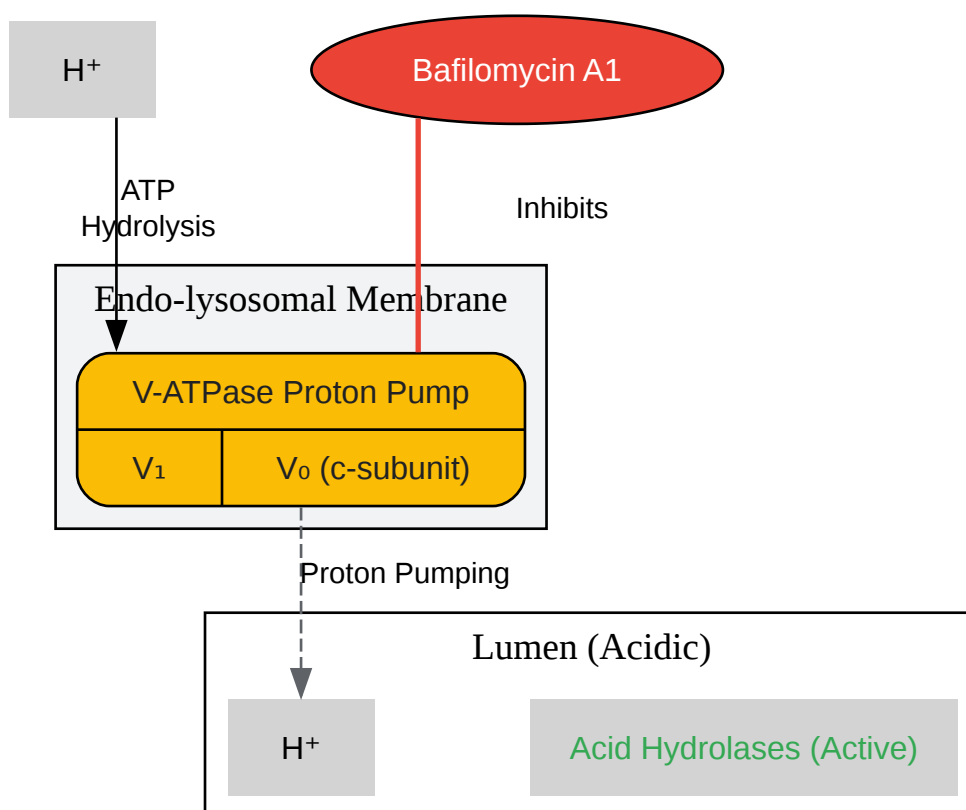 H⁺
Bafilomycin A1
ATP
Hydrolysis
Inhibits
Endo-lysosomal Membrane
V-ATPase Proton Pump
V₁
V₀ (c-subunit)
Proton Pumping
Lumen (Acidic)
H⁺
Acid Hydrolases (Active)